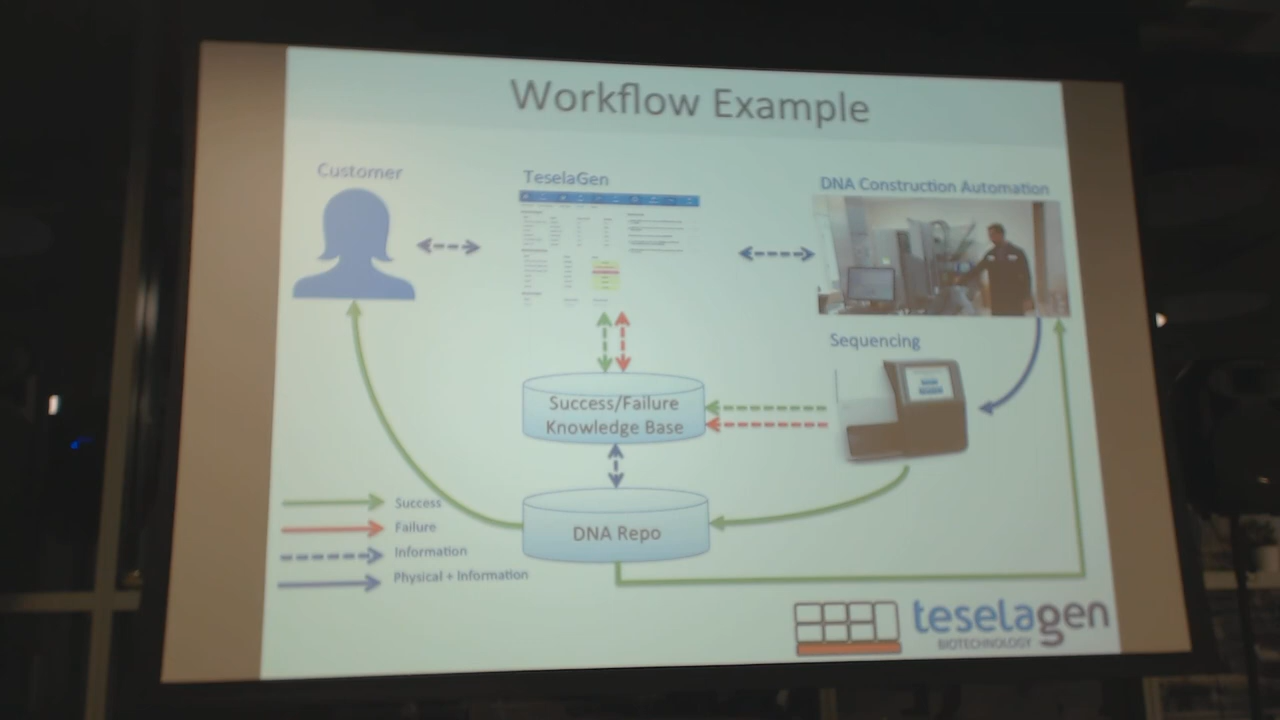 Workflow Example
Customer
TeselaGen
DNA Construction Automation
Sequencing
Success/Failure
Knowledge Base
DNA Repo
Success
Failure
Information
Physical + Information
teselagen
BIOTECHNOLOGY